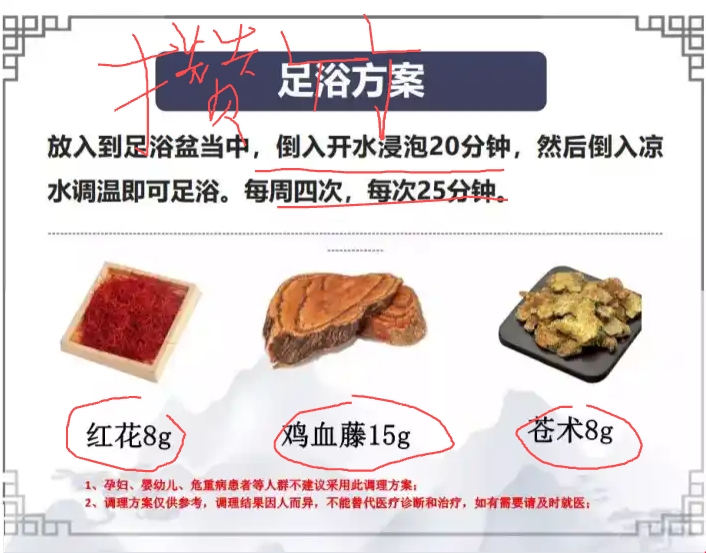 足浴方案
放入到足浴盆当中，倒入开水浸泡20分钟，然后倒入凉
水调温即可足浴。每周四次，每次25分钟。
红花8g
鸡血藤15g
苍术8g
1、孕妇、婴幼儿、危重病患者等人群不建议采用此调理方案；
2、调理方案仅供参考，调理结果因人而异，不能替代医疗诊断和治疗，如有需要请及时就医；